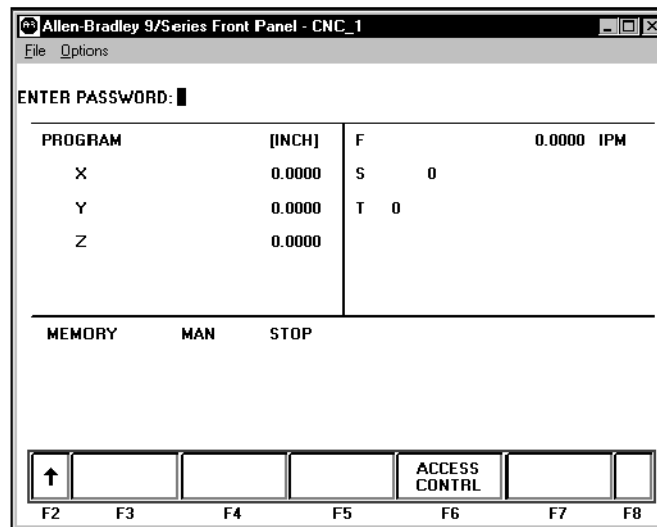 Allen-Bradley 9/Series Front Panel - CNC_1
File Options
ENTER PASSWORD:
PROGRAM [INCH] F 0.0000 IPM
X 0.0000 S 0
Y 0.0000 T 0
Z 0.0000
MEMORY MAN STOP
ACCESS
CONTRL
F2 F3 F4 F5 F6 F7 F8